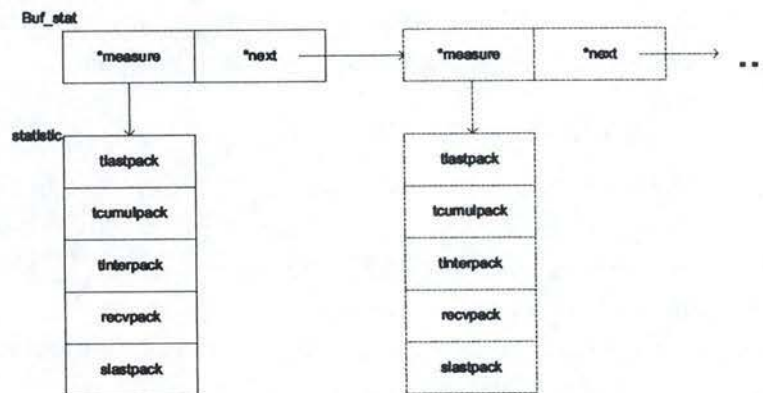 Buf_stat
*measure *next *measure *next ..
statistic
tlastpack tlastpack
tcumulpack tcumulpack
tinterpack tinterpack
recvpack recvpack
slastpack slastpack